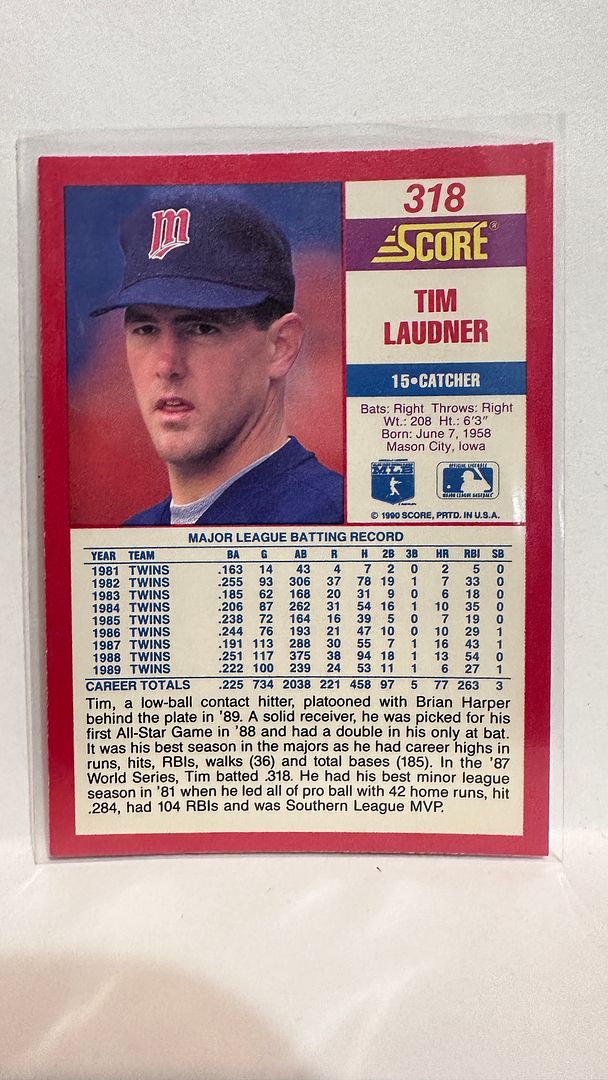 m
318
SCORE®
TIM
LAUDNER
15•CATCHER
Bats: Right Throws: Right
Wt.: 208 Ht.: 6'3"
Born: June 7, 1958
Mason City, Iowa
OFFICIAL LICENSEE
MAJOR LEAGUE BASEBALL
© 1990 SCORE, PRTD. IN U.S.A.
MAJOR LEAGUE BATTING RECORD
YEAR TEAM BA G AB R H 2B 3B HR RBI SB
1981 TWINS .163 14 43 4 7 2 0 2 5 0
1982 TWINS .255 93 306 37 78 19 1 7 33 0
1983 TWINS .185 62 168 20 31 9 0 6 18 0
1984 TWINS .206 87 262 31 54 16 1 10 35 0
1985 TWINS .238 72 164 16 39 5 0 7 19 0
1986 TWINS .244 76 193 21 47 10 0 10 29 1
1987 TWINS .191 113 288 30 55 7 1 16 43 1
1988 TWINS .251 117 375 38 94 18 1 13 54 0
1989 TWINS .222 100 239 24 53 11 1 6 27 1
CAREER TOTALS .225 734 2038 221 458 97 5 77 263 3
Tim, a low-ball contact hitter, platooned with Brian Harper
behind the plate in '89. A solid receiver, he was picked for his
first All-Star Game in '88 and had a double in his only at bat.
It was his best season in the majors as he had career highs in
runs, hits, RBIs, walks (36) and total bases (185). In the '87
World Series, Tim batted .318. He had his best minor league
season in '81 when he led all of pro ball with 42 home runs, hit
.284, had 104 RBIs and was Southern League MVP.